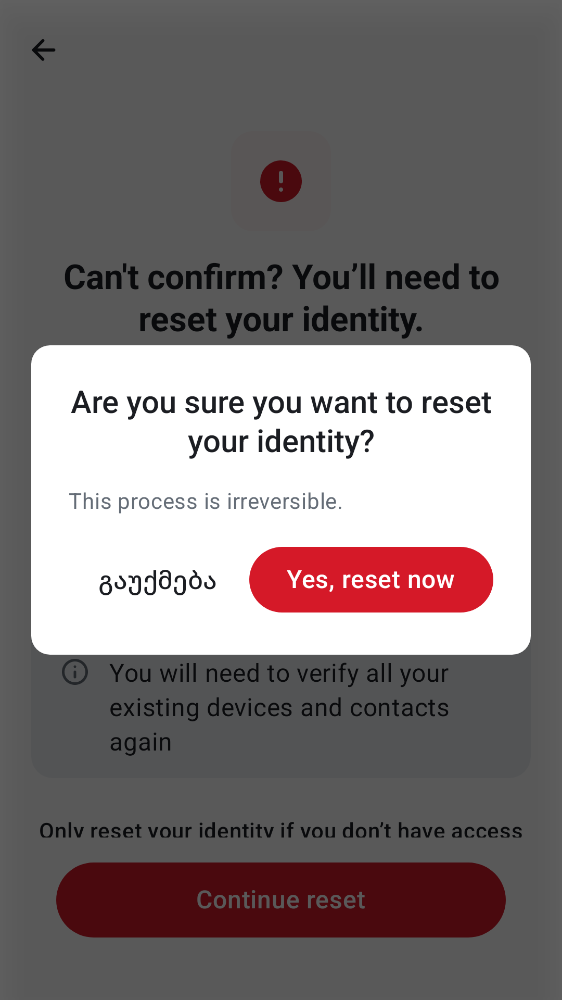 Can't confirm? You’ll need to
reset your identity.
Are you sure you want to reset
your identity?
This process is irreversible.
გაუქმება
Yes, reset now
You will need to verify all your
existing devices and contacts
again
Only reset your identity if you don’t have access
Continue reset